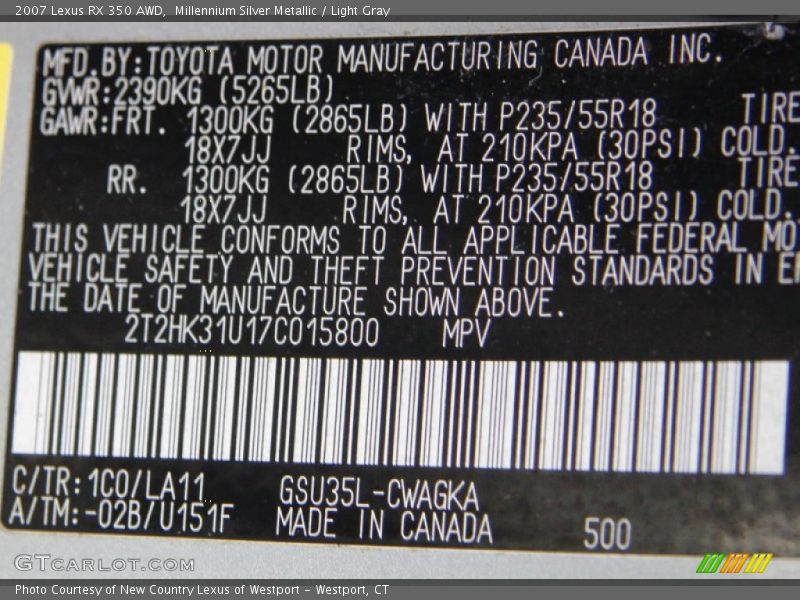 2007 Lexus RX 350 AWD,  Millennium Silver Metallic / Light Gray
MFD.BY:TOYOTA MOTOR MANUFACTURING CANADA INC.
GVWR:2390KG (5265LB)
GAWR:FRT. 1300KG (2865LB) WITH P235/55R18 TIRE
18X7JJ RIMS, AT 210KPA (30PSI) COLD.
RR. 1300KG (2865LB) WITH P235/55R18 TIRE
18X7JJ RIMS, AT 210KPA (30PSI) COLD.
THIS VEHICLE CONFORMS TO ALL APPLICABLE FEDERAL MO
VEHICLE SAFETY AND THEFT PREVENTION STANDARDS IN E
THE DATE OF MANUFACTURE SHOWN ABOVE.
2T2HK31U17C015800 MPV
C/TR:1C0/LA11 GSU35L-CWAGKA
A/TM:-02B/U151F MADE IN CANADA 500
GTCARLOT.COM
Photo Courtesy of New Country Lexus of Westport - Westport, CT